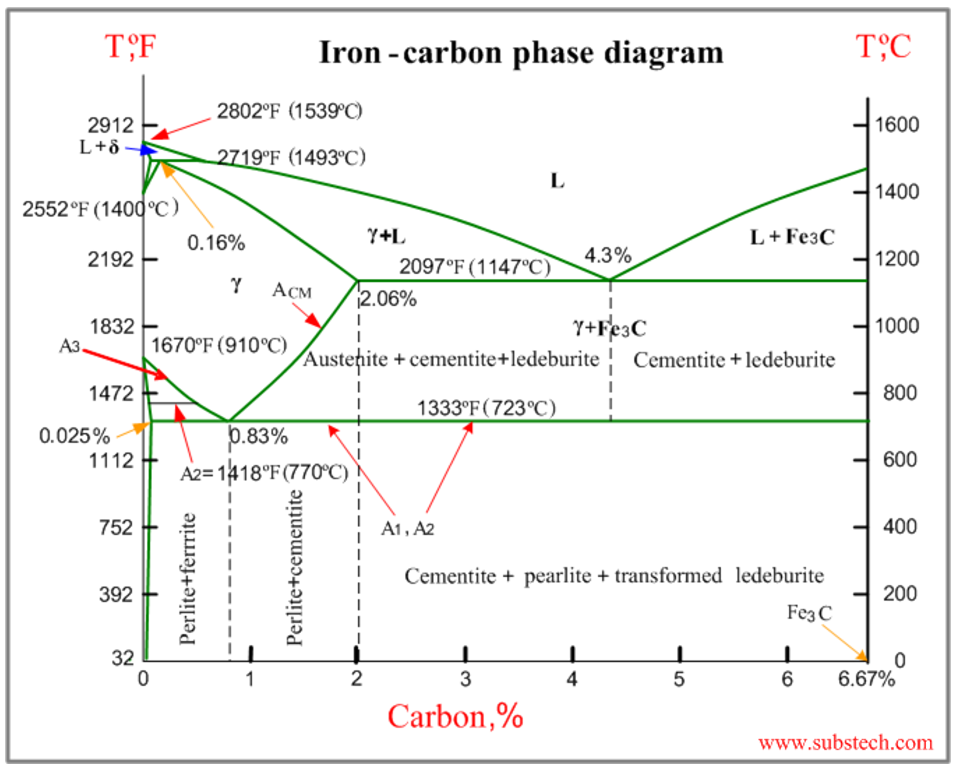 T,ºF
Iron-carbon phase diagram
T,ºC
2802ºF (1539ºC)
2912
1600
L+δ
2719ºF (1493ºC)
L
1400
2552ºF (1400ºC)
0.16%
γ+L
L + Fe3C
4.3%
2192
2097ºF (1147ºC)
1200
γ
ACM
2.06%
1832
γ+Fe3C
1000
A3
1670ºF (910ºC)
Austenite + cementite+ledeburite
Cementite + ledeburite
1472
1333ºF (723ºC)
800
0.025%
0.83%
1112
A2=1418ºF(770ºC)
600
752
A1, A2
400
Perlite+ferrrite
Perlite+cementite
Cementite + pearlite + transformed ledeburite
392
200
Fe3C
32
0
0 1 2 3 4 5 6 6.67%
Carbon,%
www.substech.com